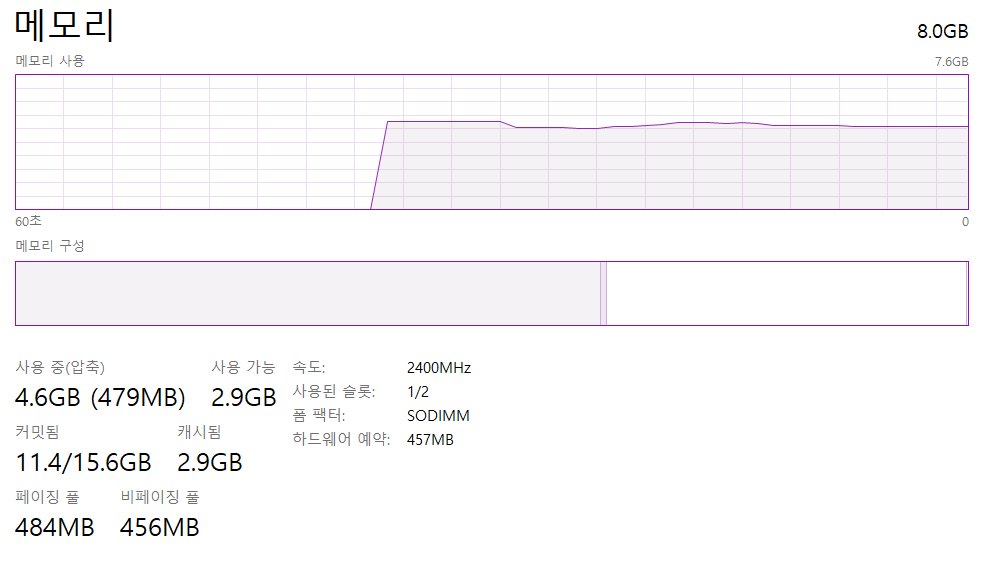 메모리 8.0GB
메모리 사용 7.6GB
60초 0
메모리 구성
사용 중(압축) 사용 가능 속도: 2400MHz
4.6GB (479MB) 2.9GB 사용된 슬롯: 1/2
폼 팩터: SODIMM
커밋됨 캐시됨 하드웨어 예약: 457MB
11.4/15.6GB 2.9GB
페이징 풀 비페이징 풀
484MB 456MB